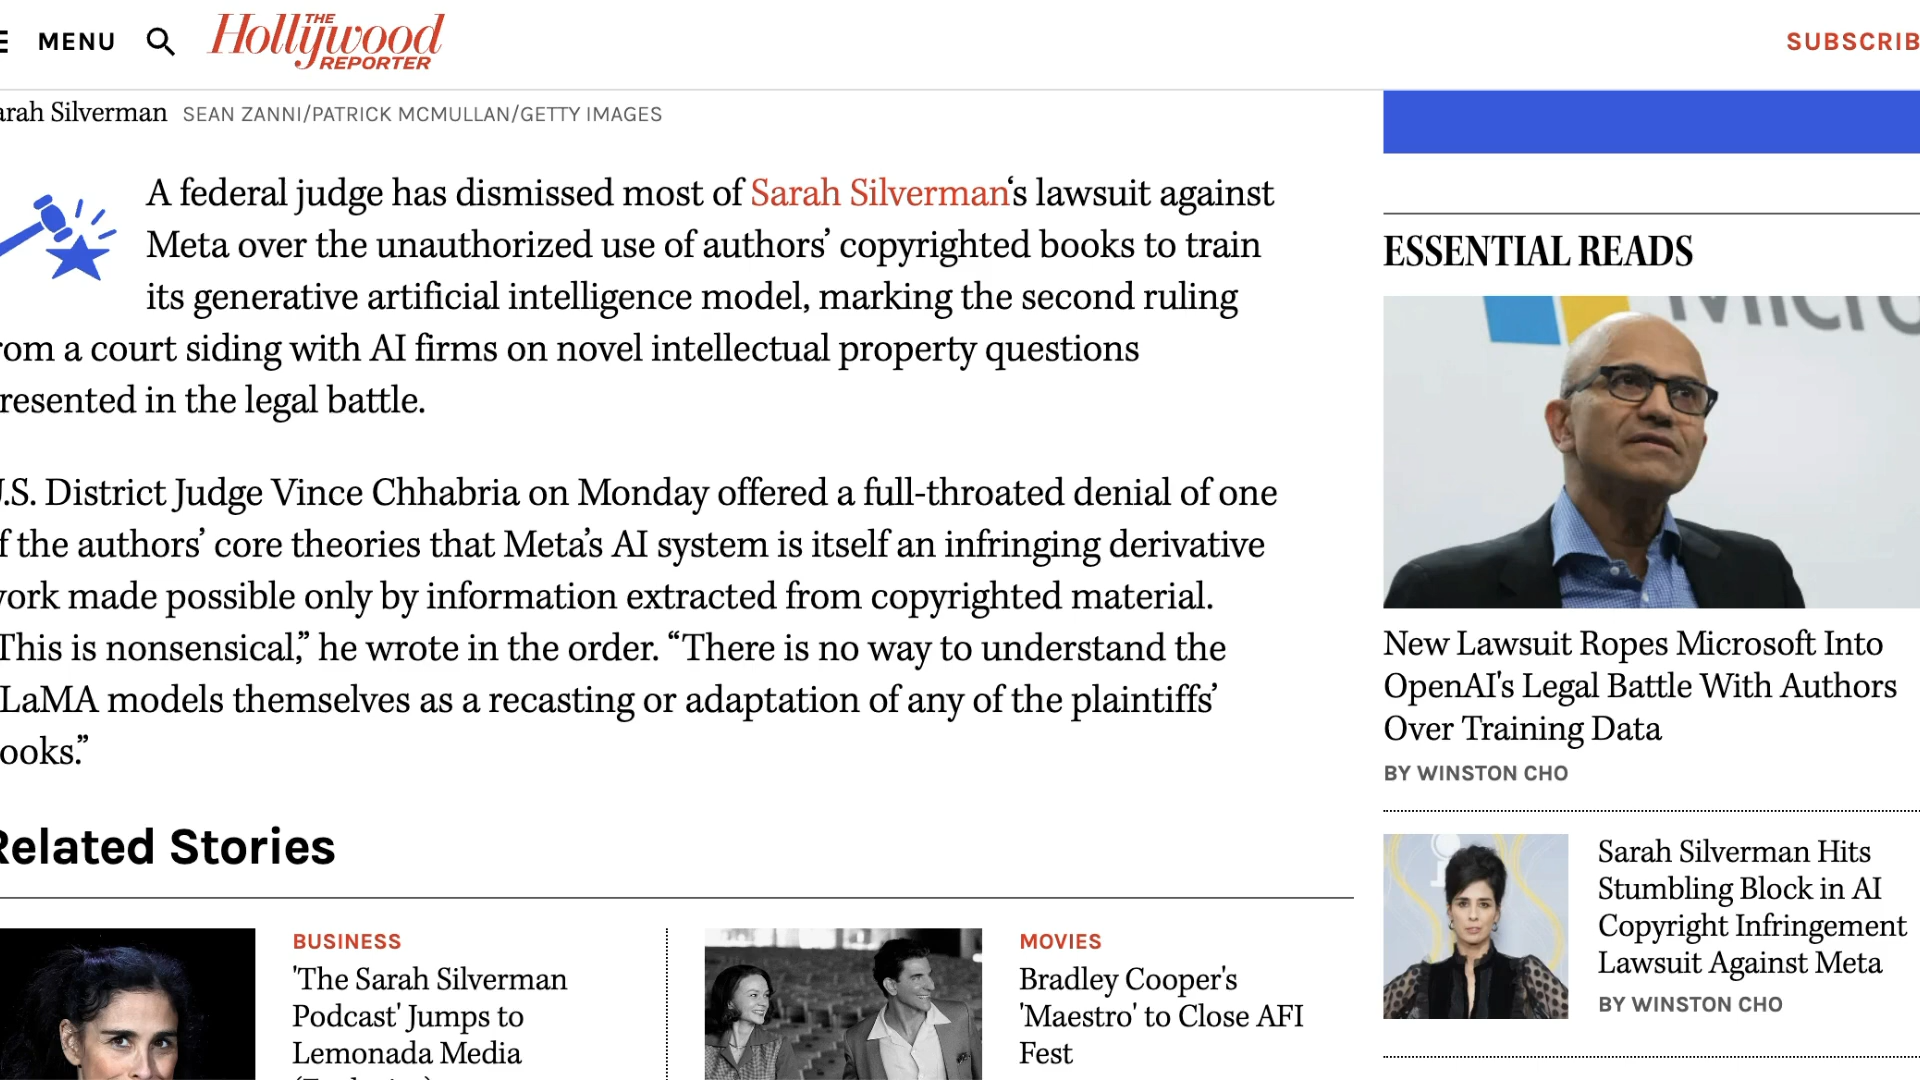 MENU
THE
Hollywood
REPORTER
SUBSCRIB
arah Silverman SEAN ZANNI/PATRICK MCMULLAN/GETTY IMAGES
A federal judge has dismissed most of Sarah Silverman‘s lawsuit against
Meta over the unauthorized use of authors’ copyrighted books to train
its generative artificial intelligence model, marking the second ruling
rom a court siding with AI firms on novel intellectual property questions
resented in the legal battle.
.S. District Judge Vince Chhabria on Monday offered a full-throated denial of one
f the authors’ core theories that Meta’s AI system is itself an infringing derivative
ork made possible only by information extracted from copyrighted material.
This is nonsensical,” he wrote in the order. “There is no way to understand the
LaMA models themselves as a recasting or adaptation of any of the plaintiffs’
ooks.”
Related Stories
BUSINESS
'The Sarah Silverman
Podcast' Jumps to
Lemonada Media
MOVIES
Bradley Cooper's
'Maestro' to Close AFI
Fest
ESSENTIAL READS
New Lawsuit Ropes Microsoft Into
OpenAI's Legal Battle With Authors
Over Training Data
BY WINSTON CHO
Sarah Silverman Hits
Stumbling Block in AI
Copyright Infringement
Lawsuit Against Meta
BY WINSTON CHO